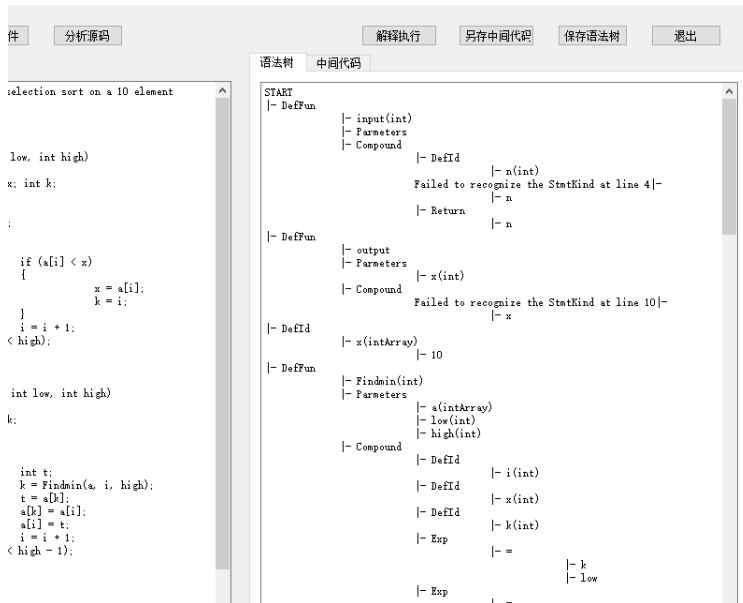 件 分析源码 解释执行 另存中间代码 保存语法树 退出
语法树 中间代码
selection sort on a 10 element
low, int high)
x; int k;
;
if (a[i] < x)
{
x = a[i];
k = i;
}
i = i + 1;
< high);
int low, int high)
k;
int t;
k = Findmin(a, i, high);
t = a[k];
a[k] = a[i];
a[i] = t;
i = i + 1;
< high - 1);
START
|- DefFun
|- input(int)
|- Parmeters
|- Compound
|- DefId
|- n(int)
Failed to recognize the StmtKind at line 4|-
|- n
|- Return
|- n
|- DefFun
|- output
|- Parmeters
|- x(int)
|- Compound
Failed to recognize the StmtKind at line 10|-
|- x
|- DefId
|- x(intArray)
|- 10
|- DefFun
|- Findmin(int)
|- Parmeters
|- a(intArray)
|- low(int)
|- high(int)
|- Compound
|- DefId
|- i(int)
|- DefId
|- x(int)
|- DefId
|- k(int)
|- Exp
|- =
|- k
|- low
|- Exp
|- =